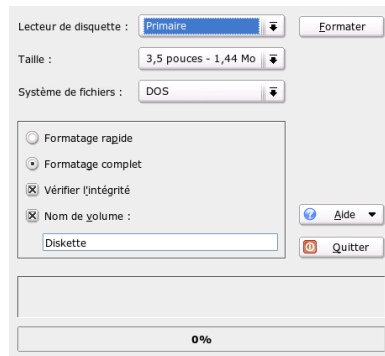 Lecteur de disquette : Primaire Formater
Taille : 3,5 pouces - 1,44 Mo
Système de fichiers : DOS
Formatage rapide
Formatage complet
Vérifier l'intégrité
Nom de volume :
Aide
Diskette
Quitter
0%